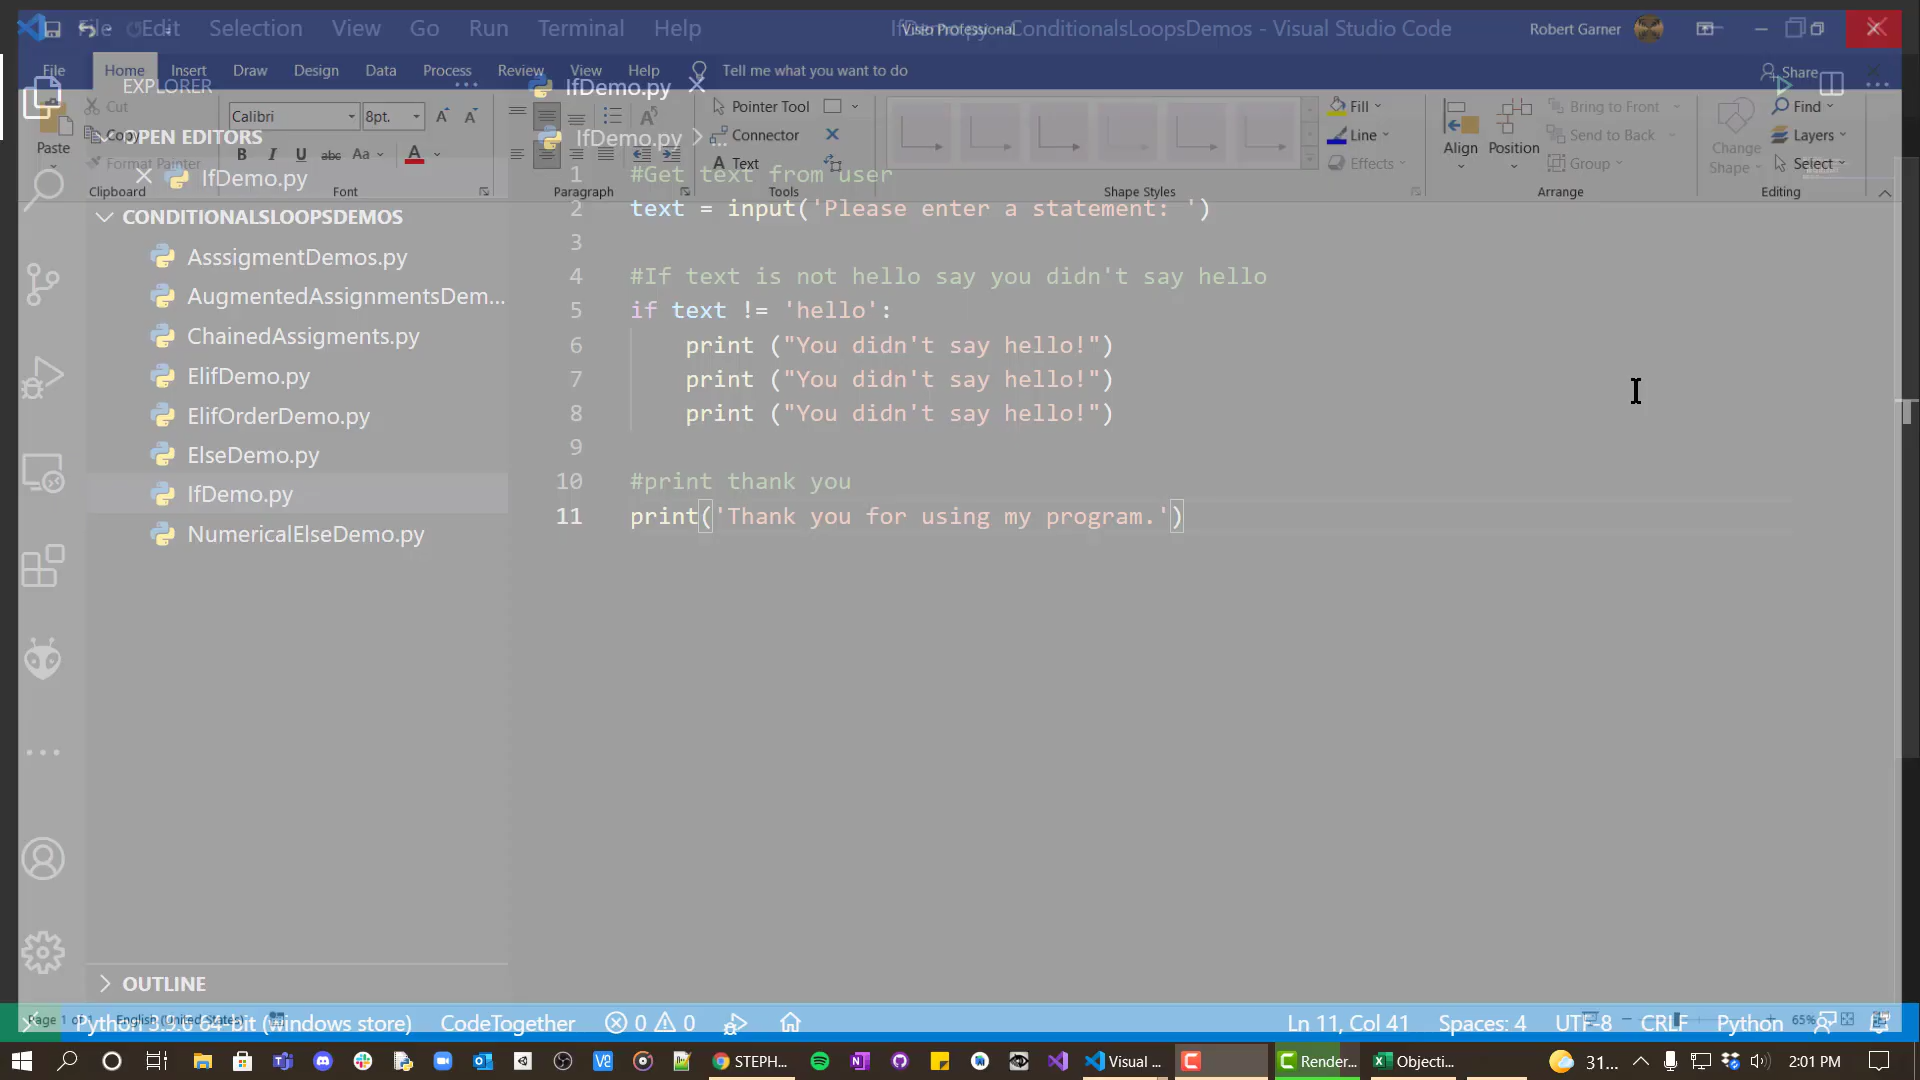 File Edit Selection View Go Run Terminal Help
ConditionalsLoopsDemos - Visual Studio Code
Visio Professional
Robert Garner
File Home Insert Draw Design Data Process Review View Help Tell me what you want to do
Share
EXPLORER
IfDemo.py
Cut
Copy
Format Painter
Paste
Clipboard
Calibri 8pt.
B I U abc Aa A
Font
Paragraph
Pointer Tool
Connector
A Text
Tools
Shape Styles
Fill
Line
Effects
Align
Position
Bring to Front
Send to Back
Group
Arrange
Change
Shape
Find
Layers
Select
Editing
OPEN EDITORS
IfDemo.py
CONDITIONALSLOOPSDEMOS
AsssigmentDemos.py
AugmentedAssignmentsDem...
ChainedAssigments.py
ElifDemo.py
ElifOrderDemo.py
ElseDemo.py
IfDemo.py
NumericalElseDemo.py
OUTLINE
IfDemo.py > ...
1 #Get text from user
2 text = input('Please enter a statement: ')
3
4 #If text is not hello say you didn't say hello
5 if text != 'hello':
6 print ("You didn't say hello!")
7 print ("You didn't say hello!")
8 print ("You didn't say hello!")
9
10 #print thank you
11 print('Thank you for using my program.')
Page 1 of 1 English (United States)
Python 3.9.6 64-bit (windows store) CodeTogether 0 0
Ln 11, Col 41 Spaces: 4 UTF-8 CRLF Python 65%
STEPH... Visual ... Render... Objecti... 31... 2:01 PM